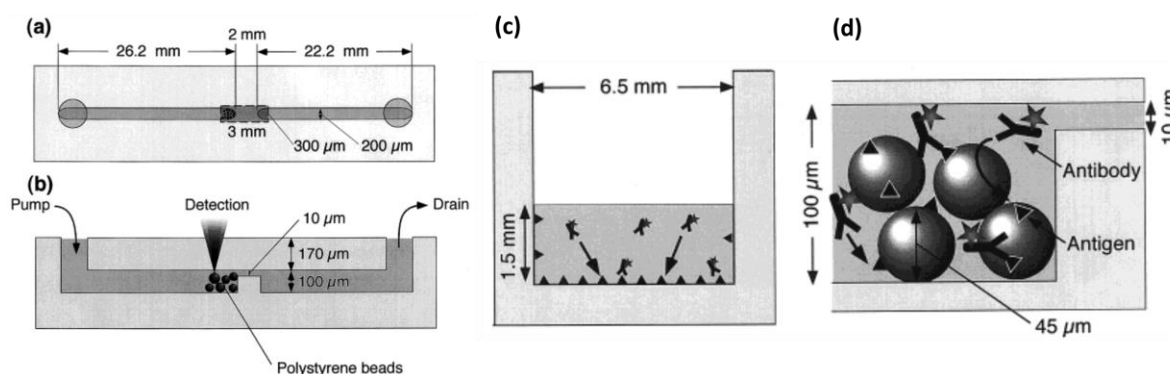 (a)
2 mm
26.2 mm
22.2 mm
3 mm
300 µm
200 µm
(b)
Pump
Detection
10 µm
Drain
170 µm
100 µm
Polystyrene beads
(c)
6.5 mm
1.5 mm
(d)
100 µm
10 µm
Antibody
Antigen
45 µm